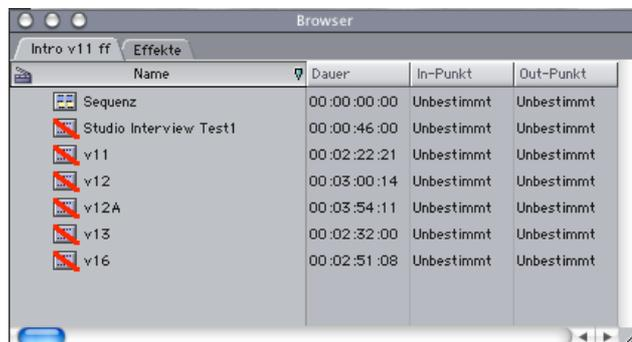 Browser
Intro v11 ff Effekte
Name Dauer In-Punkt Out-Punkt
Sequenz 00:00:00:00 Unbestimmt Unbestimmt
Studio Interview Test1 00:00:46:00 Unbestimmt Unbestimmt
v11 00:02:22:21 Unbestimmt Unbestimmt
v12 00:03:00:14 Unbestimmt Unbestimmt
v12A 00:03:54:11 Unbestimmt Unbestimmt
v13 00:02:32:00 Unbestimmt Unbestimmt
v16 00:02:51:08 Unbestimmt Unbestimmt